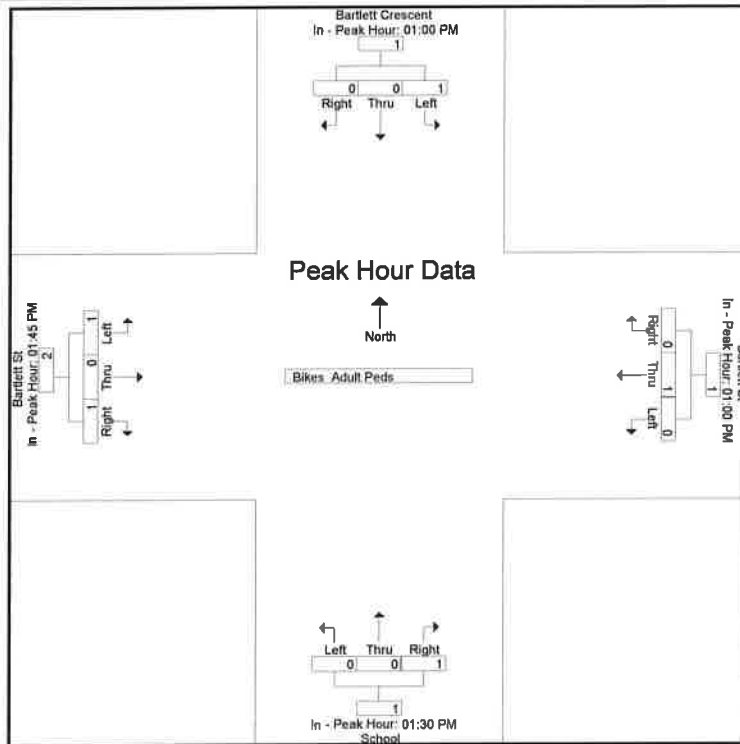 Bartlett Crescent
In - Peak Hour: 01:00 PM
1
0 0 1
Right Thru Left
Peak Hour Data
North
Bikes Adult Peds
Bartlett St
In - Peak Hour: 01:45 PM
2
1 0 1
Left Thru Right
In - Peak Hour: 01:00 PM
1
0 1 0
Right Thru Left
Left Thru Right
0 0 1
1
In - Peak Hour: 01:30 PM
School